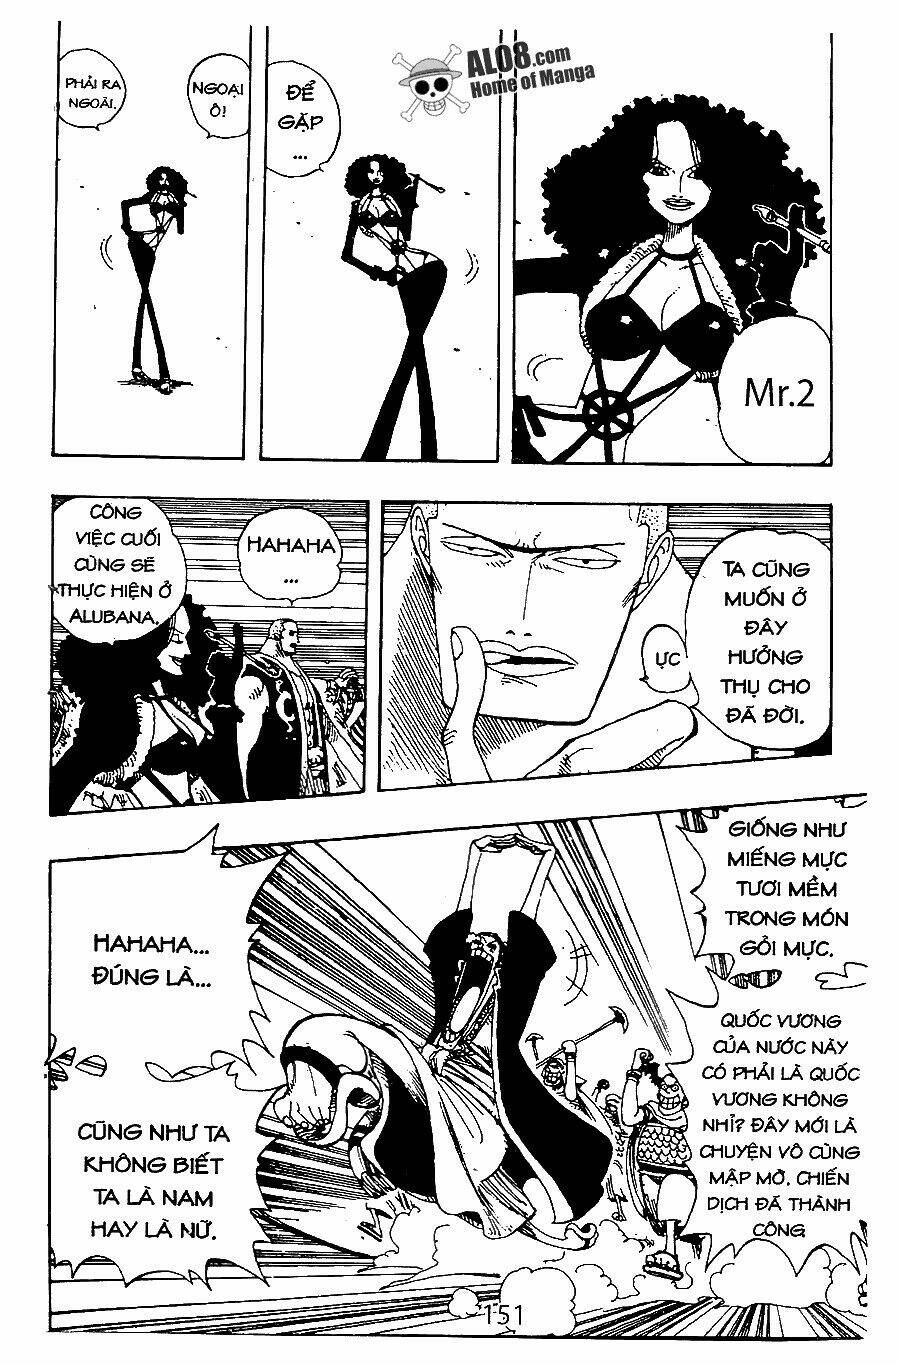 AL08.com
Home of Manga
PHẢI RA
NGOÀI.
NGOẠI
Ô!
ĐỂ
GẶP
...
Mr.2
CÔNG
VIỆC CUỐI
CÙNG SẼ
THỰC HIỆN Ở
ALUBANA.
HAHAHA
...
ỰC
TA CŨNG
MUỐN Ở
ĐÂY
HƯỞNG
THỤ CHO
ĐÃ ĐỜI.
HAHAHA...
ĐÚNG LÀ...
CŨNG NHƯ TA
KHÔNG BIẾT
TA LÀ NAM
HAY LÀ NỮ.
GIỐNG NHƯ
MIẾNG MỰC
TƯƠI MỀM
TRONG MÓN
GỎI MỰC.
QUỐC VƯƠNG
CỦA NƯỚC NÀY
CÓ PHẢI LÀ QUỐC
VƯƠNG KHÔNG
NHỈ? ĐÂY MỚI LÀ
CHUYỆN VÔ CÙNG
MẬP MỜ. CHIẾN
DỊCH ĐÃ THÀNH
CÔNG
151